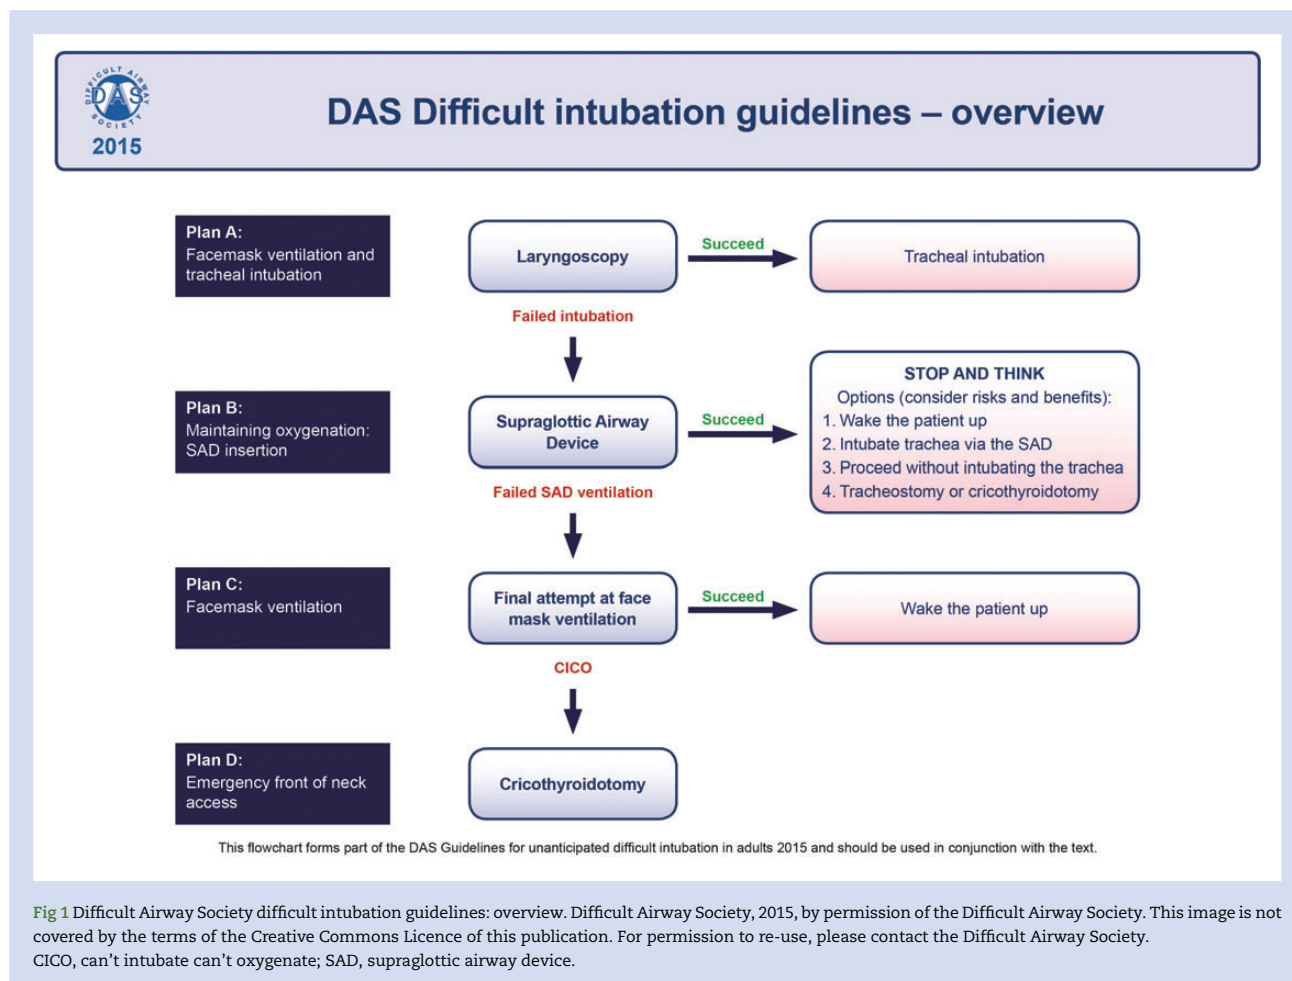 DIFFICULT AIRWAY
DAS
SOCIETY
2015
DAS Difficult intubation guidelines – overview
Plan A:
Facemask ventilation and
tracheal intubation
Laryngoscopy
Succeed
Tracheal intubation
Failed intubation
Plan B:
Maintaining oxygenation:
SAD insertion
Supraglottic Airway
Device
Succeed
STOP AND THINK
Options (consider risks and benefits):
1. Wake the patient up
2. Intubate trachea via the SAD
3. Proceed without intubating the trachea
4. Tracheostomy or cricothyroidotomy
Failed SAD ventilation
Plan C:
Facemask ventilation
Final attempt at face
mask ventilation
Succeed
Wake the patient up
CICO
Plan D:
Emergency front of neck
access
Cricothyroidotomy
This flowchart forms part of the DAS Guidelines for unanticipated difficult intubation in adults 2015 and should be used in conjunction with the text.
Fig 1 Difficult Airway Society difficult intubation guidelines: overview. Difficult Airway Society, 2015, by permission of the Difficult Airway Society. This image is not
covered by the terms of the Creative Commons Licence of this publication. For permission to re-use, please contact the Difficult Airway Society.
CICO, can't intubate can't oxygenate; SAD, supraglottic airway device.